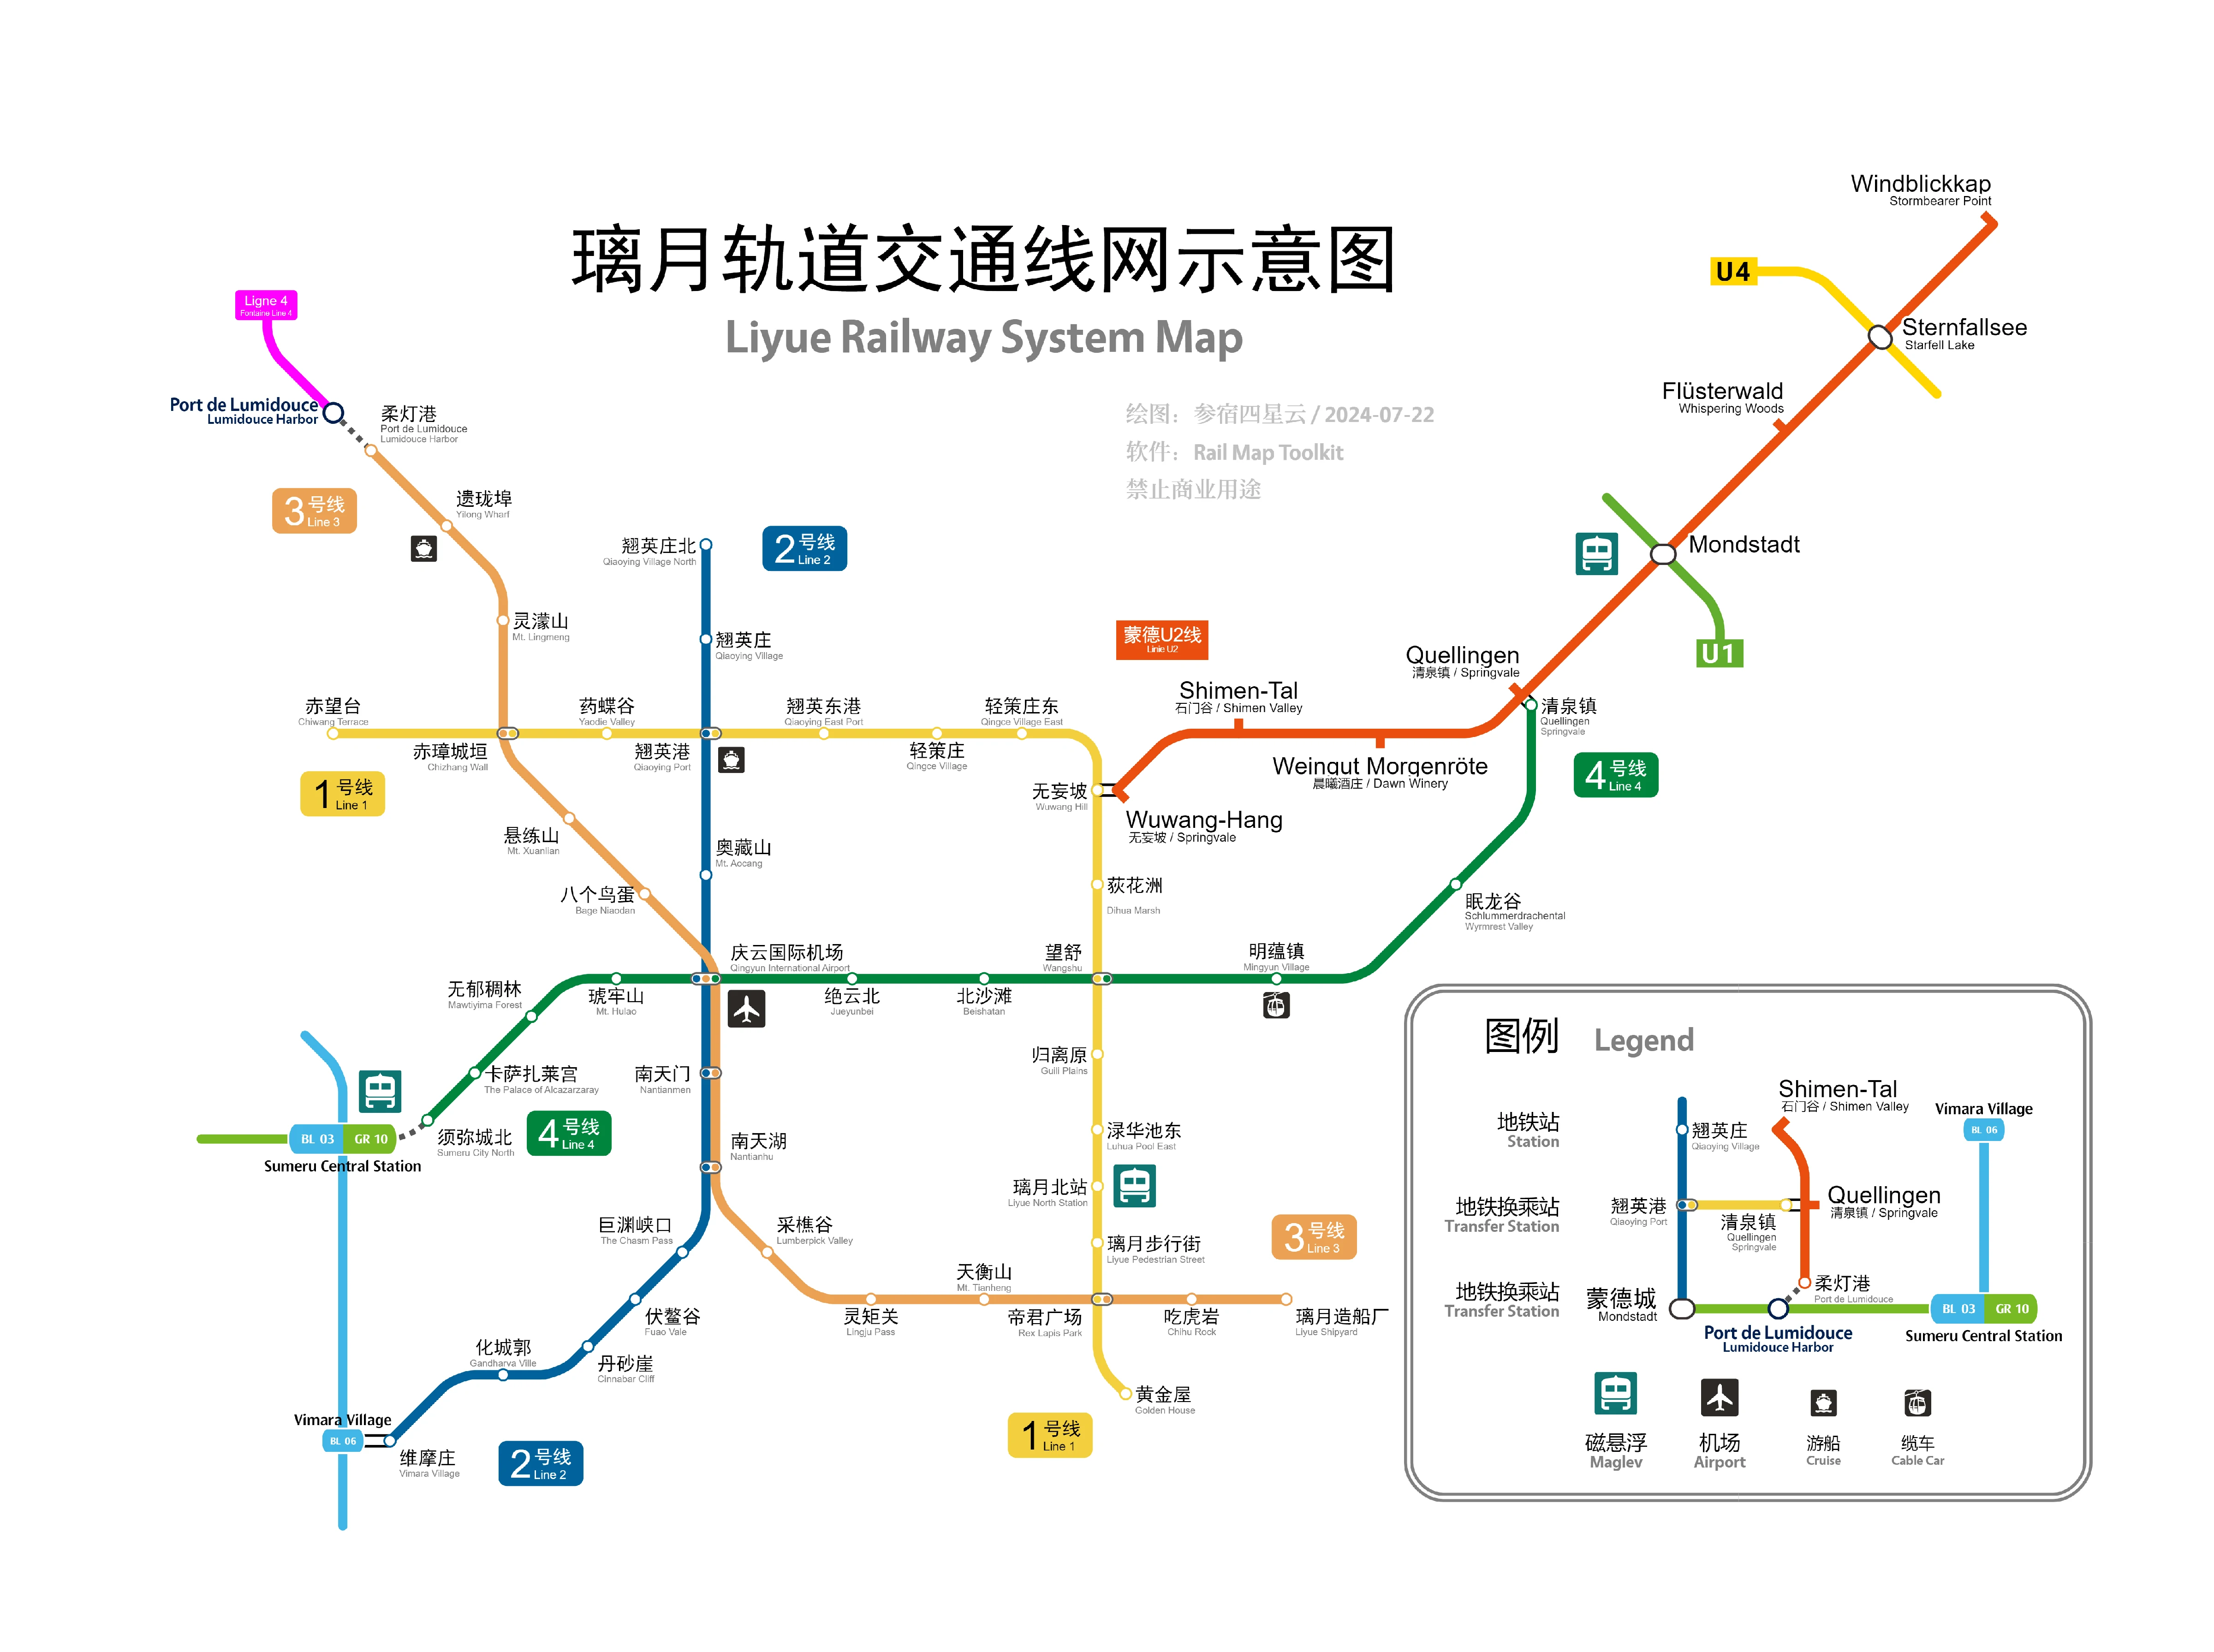 璃月轨道交通线网示意图
Liyue Railway System Map
绘图：参宿四星云 / 2024-07-22
软件：Rail Map Toolkit
禁止商业用途
Windblickkap
Stormbearer Point
U4
Sternfallsee
Starfell Lake
Flüsterwald
Whispering Woods
Mondstadt
U1
Ligne 4
Fontaine Line 4
Port de Lumidouce
Lumidouce Harbor
柔灯港
Port de Lumidouce
Lumidouce Harbor
3号线
Line 3
遗珑埠
Yilong Wharf
灵濛山
Mt. Lingmeng
翘英庄北
Qiaoying Village North
2号线
Line 2
翘英庄
Qiaoying Village
蒙德U2线
Linie U2
Quellingen
清泉镇 / Springvale
Shimen-Tal
石门谷 / Shimen Valley
Weingut Morgenröte
晨曦酒庄 / Dawn Winery
清泉镇
Quellingen
Springvale
4号线
Line 4
赤望台
Chiwang Terrace
赤璋城垣
Chizhang Wall
药蝶谷
Yaodie Valley
翘英港
Qiaoying Port
翘英东港
Qiaoying East Port
轻策庄
Qingce Village
轻策庄东
Qingce Village East
1号线
Line 1
无妄坡
Wuwang Hill
Wuwang-Hang
无妄坡 / Springvale
悬练山
Mt. Xuanlian
奥藏山
Mt. Aocang
八个鸟蛋
Bage Niaodan
荻花洲
Dihua Marsh
眠龙谷
Schlummerdrachental
Wyrmrest Valley
庆云国际机场
Qingyun International Airport
望舒
Wangshu
明蕴镇
Mingyun Village
无郁稠林
Mawtiyima Forest
琥牢山
Mt. Hulao
绝云北
Jueyunbei
北沙滩
Beishatan
归离原
Guili Plains
卡萨扎莱宫
The Palace of Alcazarzaray
南天门
Nantianmen
BL 03
GR 10
Sumeru Central Station
须弥城北
Sumeru City North
4号线
Line 4
南天湖
Nantianhu
渌华池东
Luhua Pool East
璃月北站
Liyue North Station
巨渊峡口
The Chasm Pass
采樵谷
Lumberpick Valley
璃月步行街
Liyue Pedestrian Street
3号线
Line 3
伏鳌谷
Fuao Vale
灵矩关
Lingju Pass
天衡山
Mt. Tianheng
帝君广场
Rex Lapis Park
吃虎岩
Chihu Rock
璃月造船厂
Liyue Shipyard
化城郭
Gandharva Ville
丹砂崖
Cinnabar Cliff
黄金屋
Golden House
1号线
Line 1
Vimara Village
BL 06
维摩庄
Vimara Village
2号线
Line 2
图例 Legend
地铁站
Station
翘英庄
Qiaoying Village
Shimen-Tal
石门谷 / Shimen Valley
Vimara Village
BL 06
地铁换乘站
Transfer Station
翘英港
Qiaoying Port
清泉镇
Quellingen
Springvale
Quellingen
清泉镇 / Springvale
地铁换乘站
Transfer Station
蒙德城
Mondstadt
柔灯港
Port de Lumidouce
Port de Lumidouce
Lumidouce Harbor
BL 03
GR 10
Sumeru Central Station
磁悬浮
Maglev
机场
Airport
游船
Cruise
缆车
Cable Car